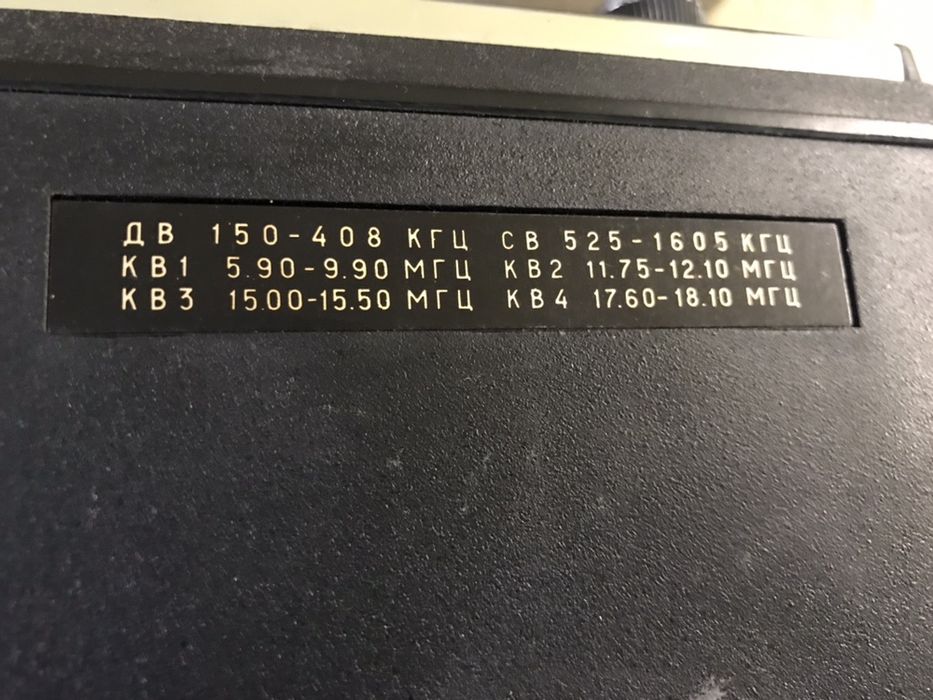 ДВ 150-408 КГЦ СВ 525-1605 КГЦ
КВ1 5.90-9.90 МГЦ КВ2 11.75-12.10 МГЦ
КВ3 15.00-15.50 МГЦ КВ4 17.60-18.10 МГЦ